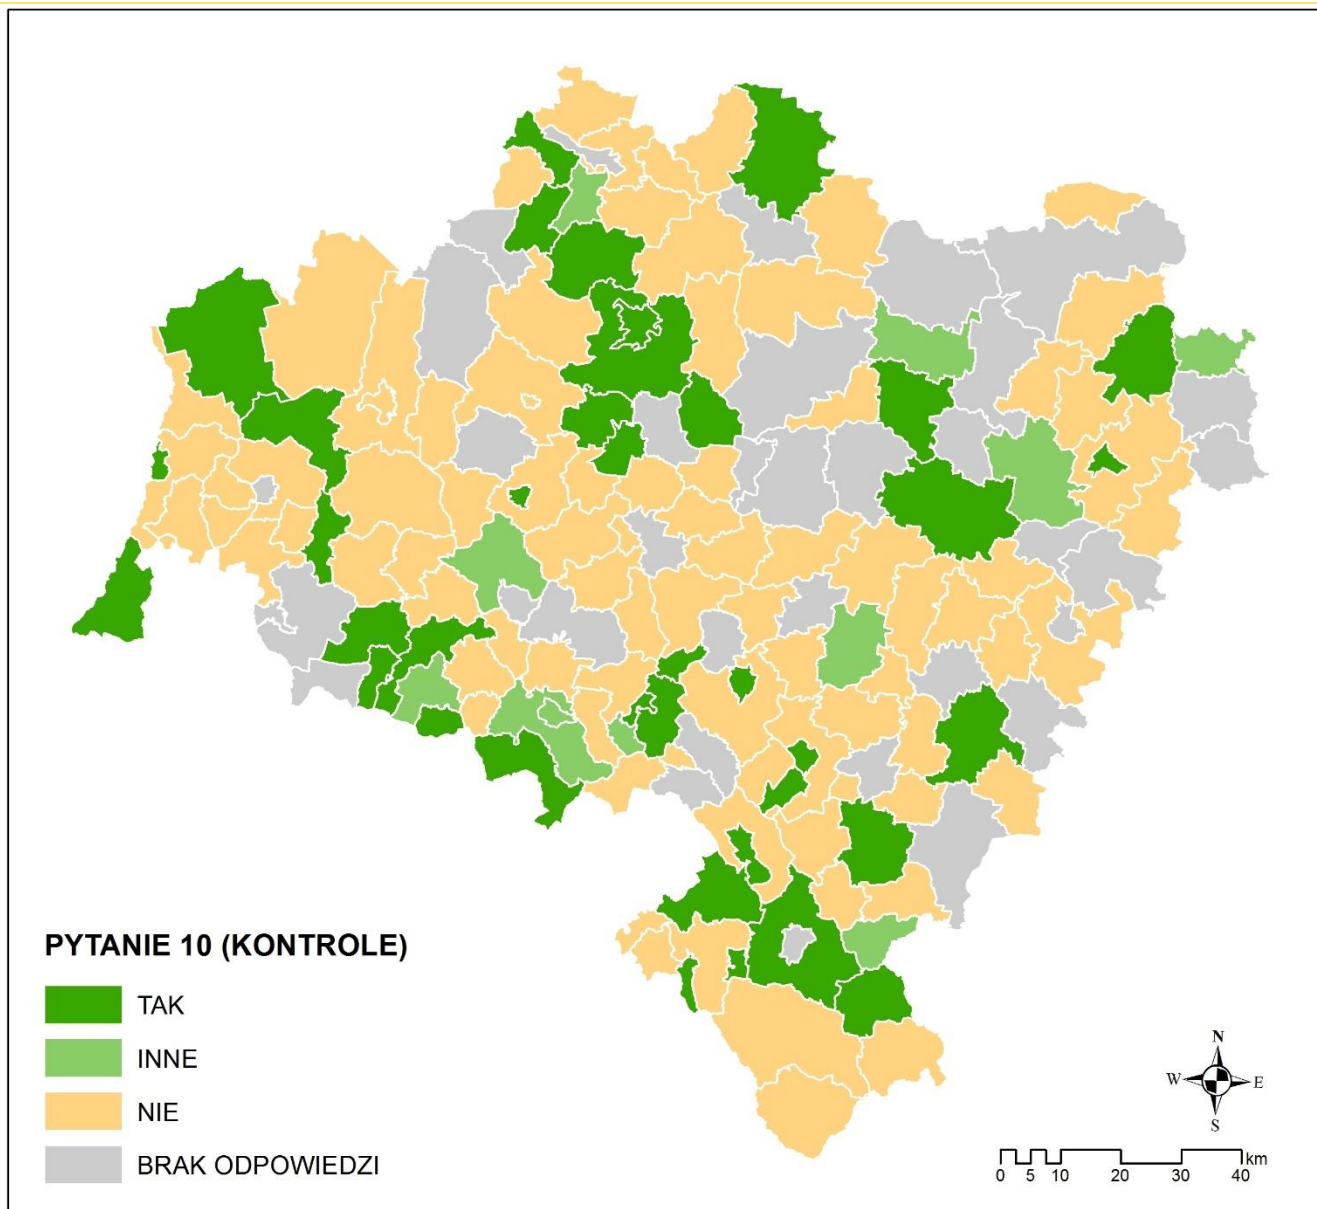 PYTANIE 10 (KONTROLE)
TAK
INNE
NIE
BRAK ODPOWIEDZI
N
W E
S
km
0 5 10 20 30 40